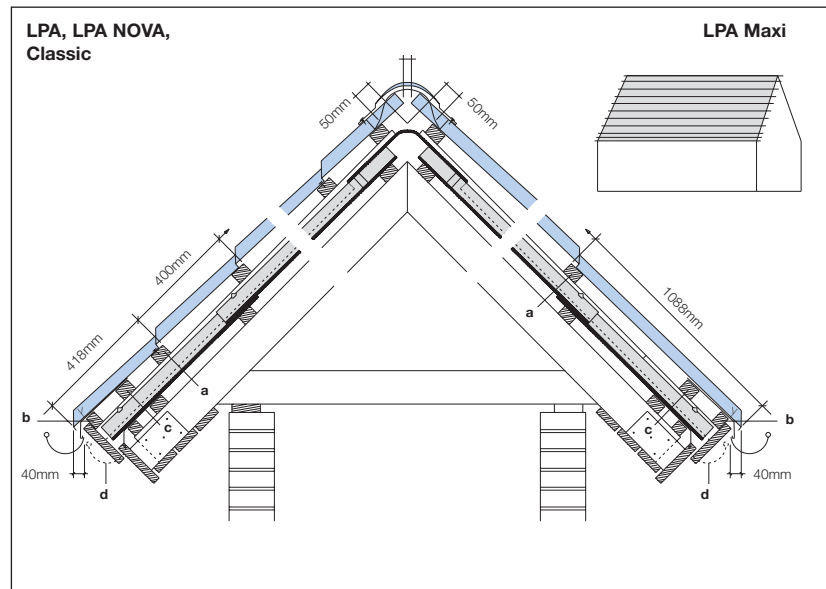 LPA, LPA NOVA,
Classic
LPA Maxi
50mm
50mm
400mm
418mm
1088mm
a
a
b
b
c
c
40mm
40mm
d
d